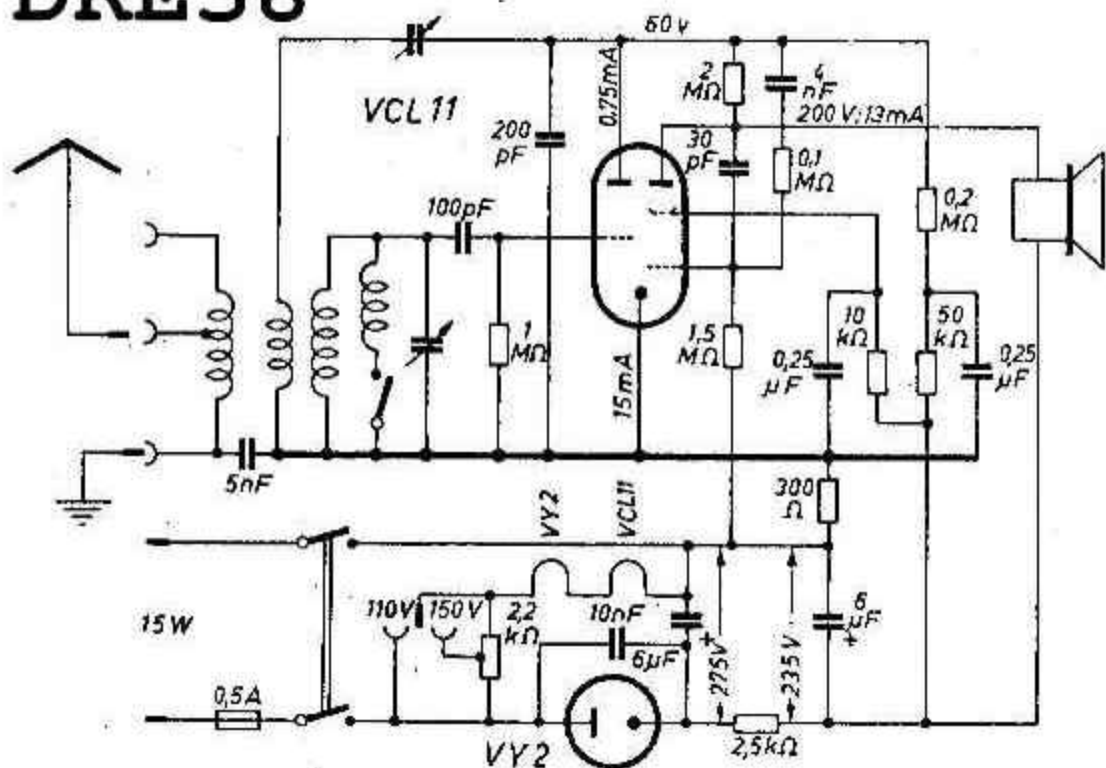 DKE38
60 V
0,75mA
2
MΩ
4
nF
200 V; 13mA
VCL 11
200
pF
30
pF
0,1
MΩ
0,2
MΩ
100pF
1
MΩ
1,5
MΩ
15mA
0,25
µF
10
kΩ
50
kΩ
0,25
µF
5nF
300
Ω
VY2
VCL11
15W
110V
150V
2,2
kΩ
10nF
6µF
+
275V
235V
6
µF
+
0,5A
VY2
2,5kΩ